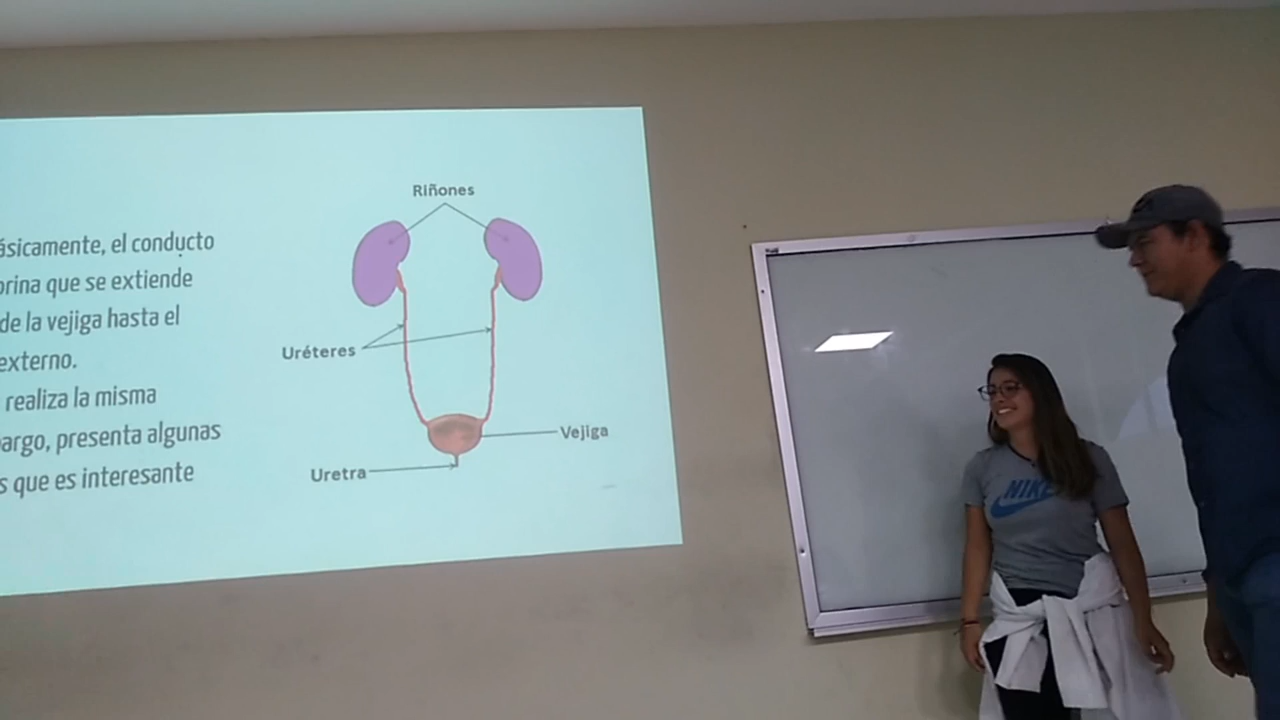 ásicamente, el conducto
orina que se extiende
de la vejiga hasta el
externo.
realiza la misma
argo, presenta algunas
s que es interesante
Riñones
Uréteres
Vejiga
Uretra
NIKE